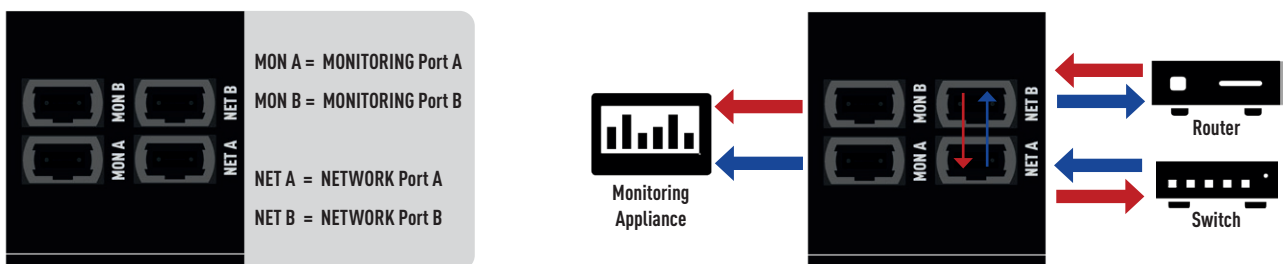 MON B
NET B
MON A
NET A
MON A = MONITORING Port A
MON B = MONITORING Port B
NET A = NETWORK Port A
NET B = NETWORK Port B
Monitoring
Appliance
MON B
NET B
MON A
NET A
Router
Switch